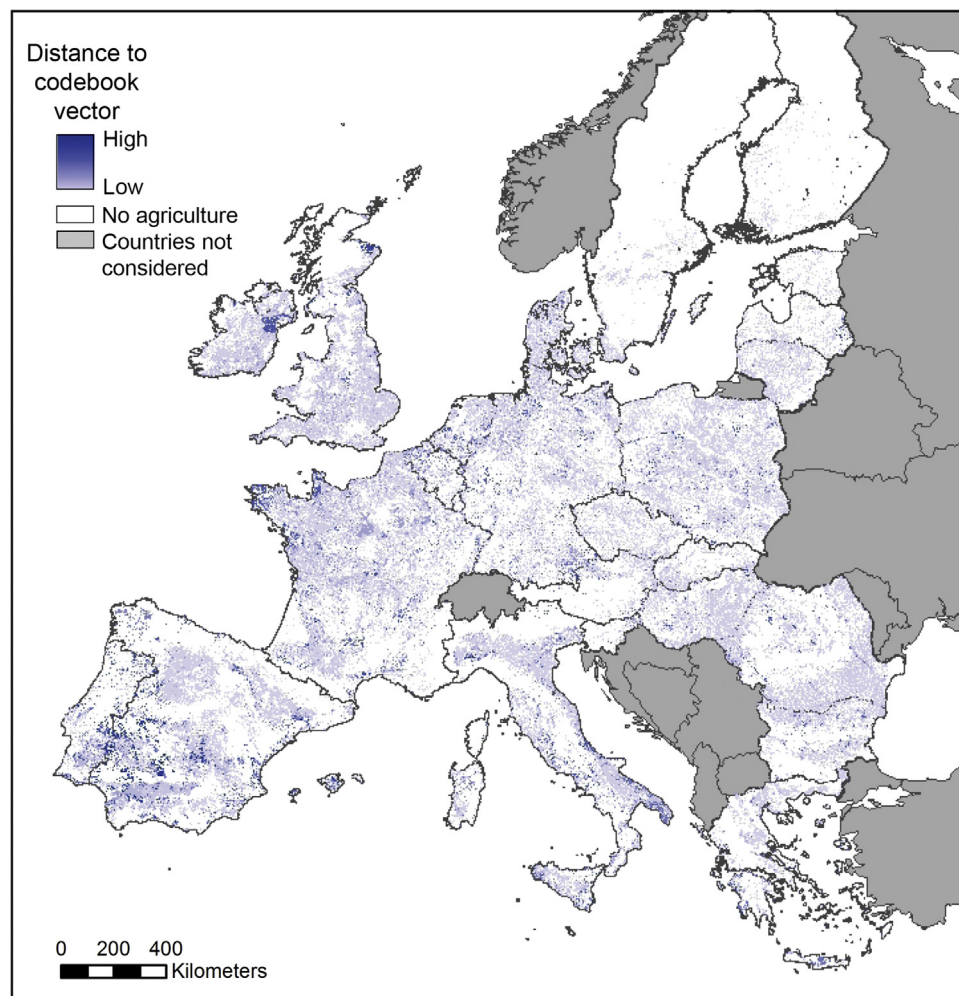 Distance to
codebook
vector
High
Low
No agriculture
Countries not
considered
0 200 400
Kilometers